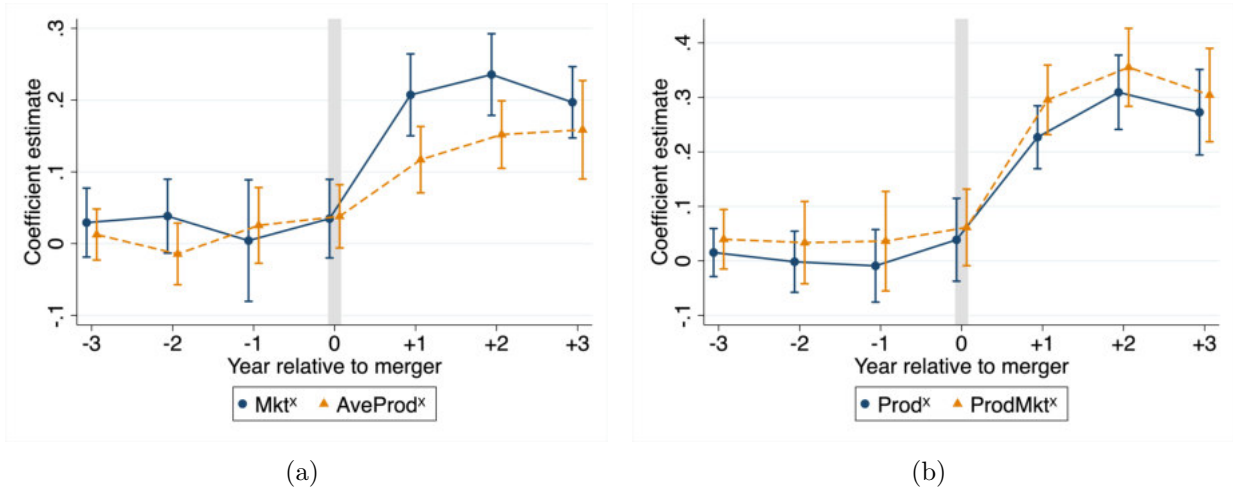 Coefficient estimate
.3
.2
.1
0
-.1
-3 -2 -1 0 +1 +2 +3
Year relative to merger
Mktˣ AveProdˣ
(a)
Coefficient estimate
.4
.3
.2
.1
0
-.1
-3 -2 -1 0 +1 +2 +3
Year relative to merger
Prodˣ ProdMktˣ
(b)